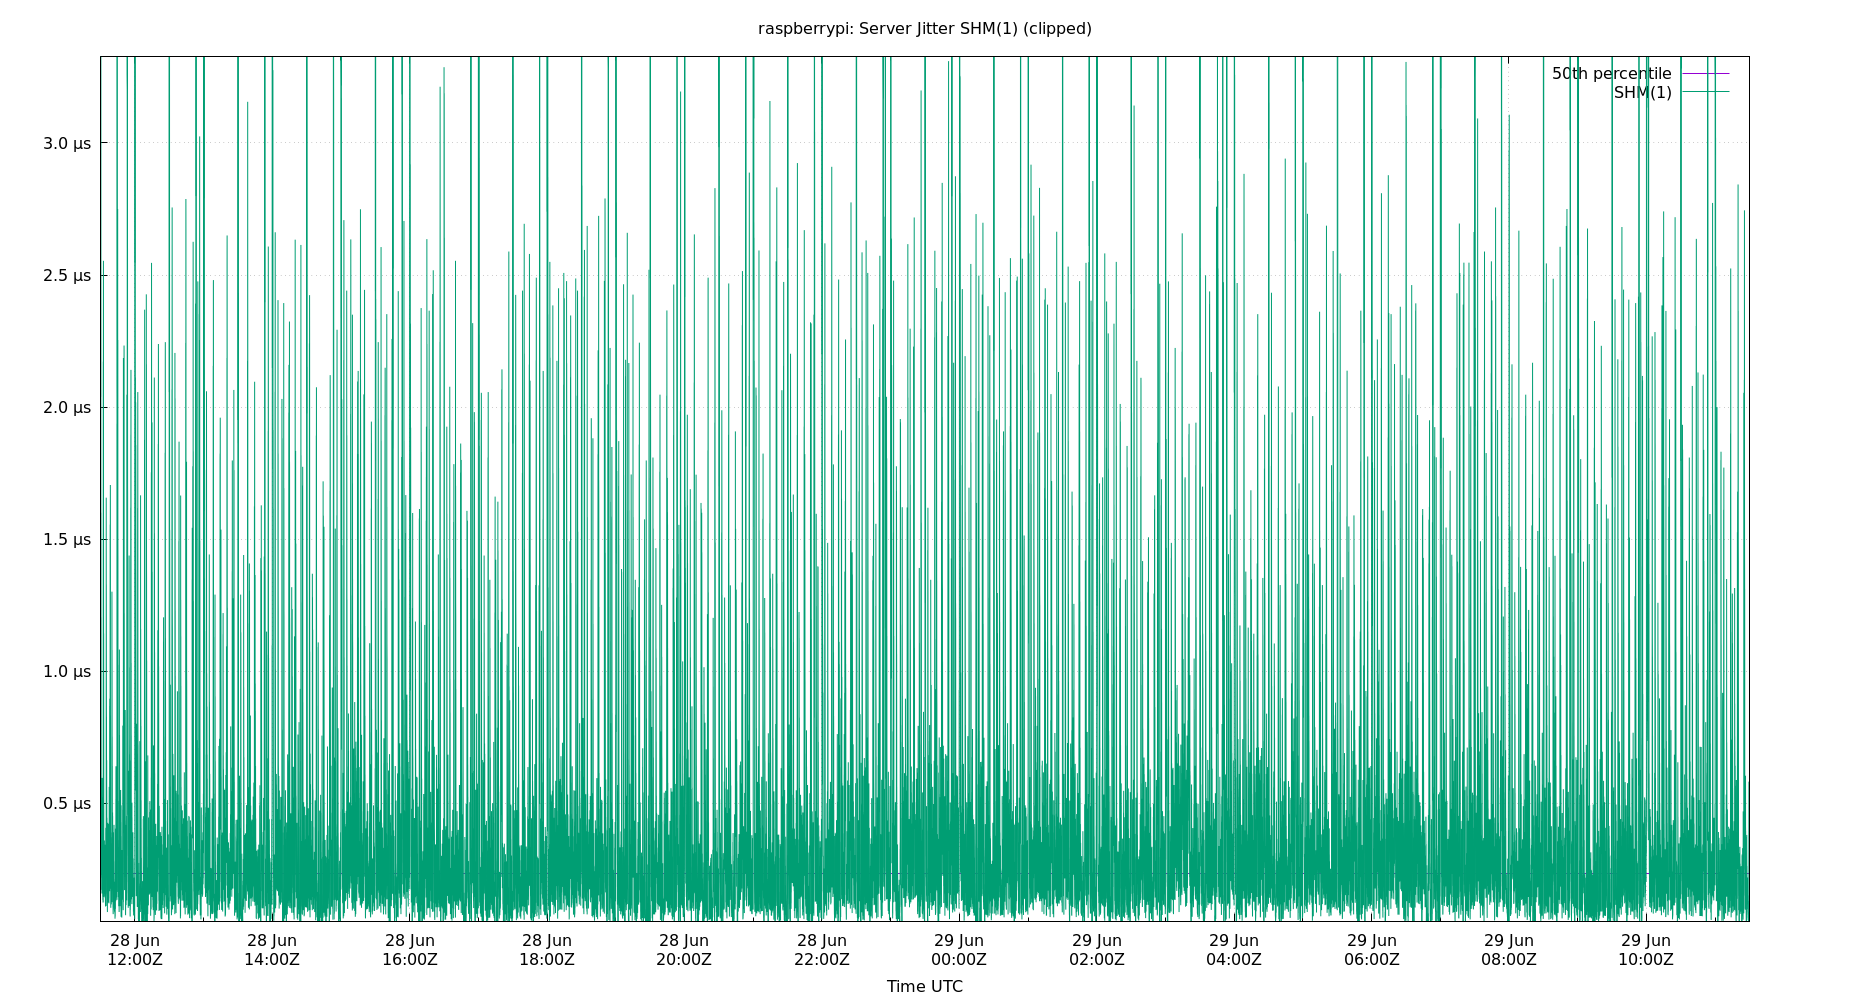 raspberrypi: Server Jitter SHM(1) (clipped)
50th percentile
SHM(1)
3.0 µs
2.5 µs
2.0 µs
1.5 µs
1.0 µs
0.5 µs
28 Jun 28 Jun 28 Jun 28 Jun 28 Jun 28 Jun 29 Jun 29 Jun 29 Jun 29 Jun 29 Jun 29 Jun
12:00Z 14:00Z 16:00Z 18:00Z 20:00Z 22:00Z 00:00Z 02:00Z 04:00Z 06:00Z 08:00Z 10:00Z
Time UTC